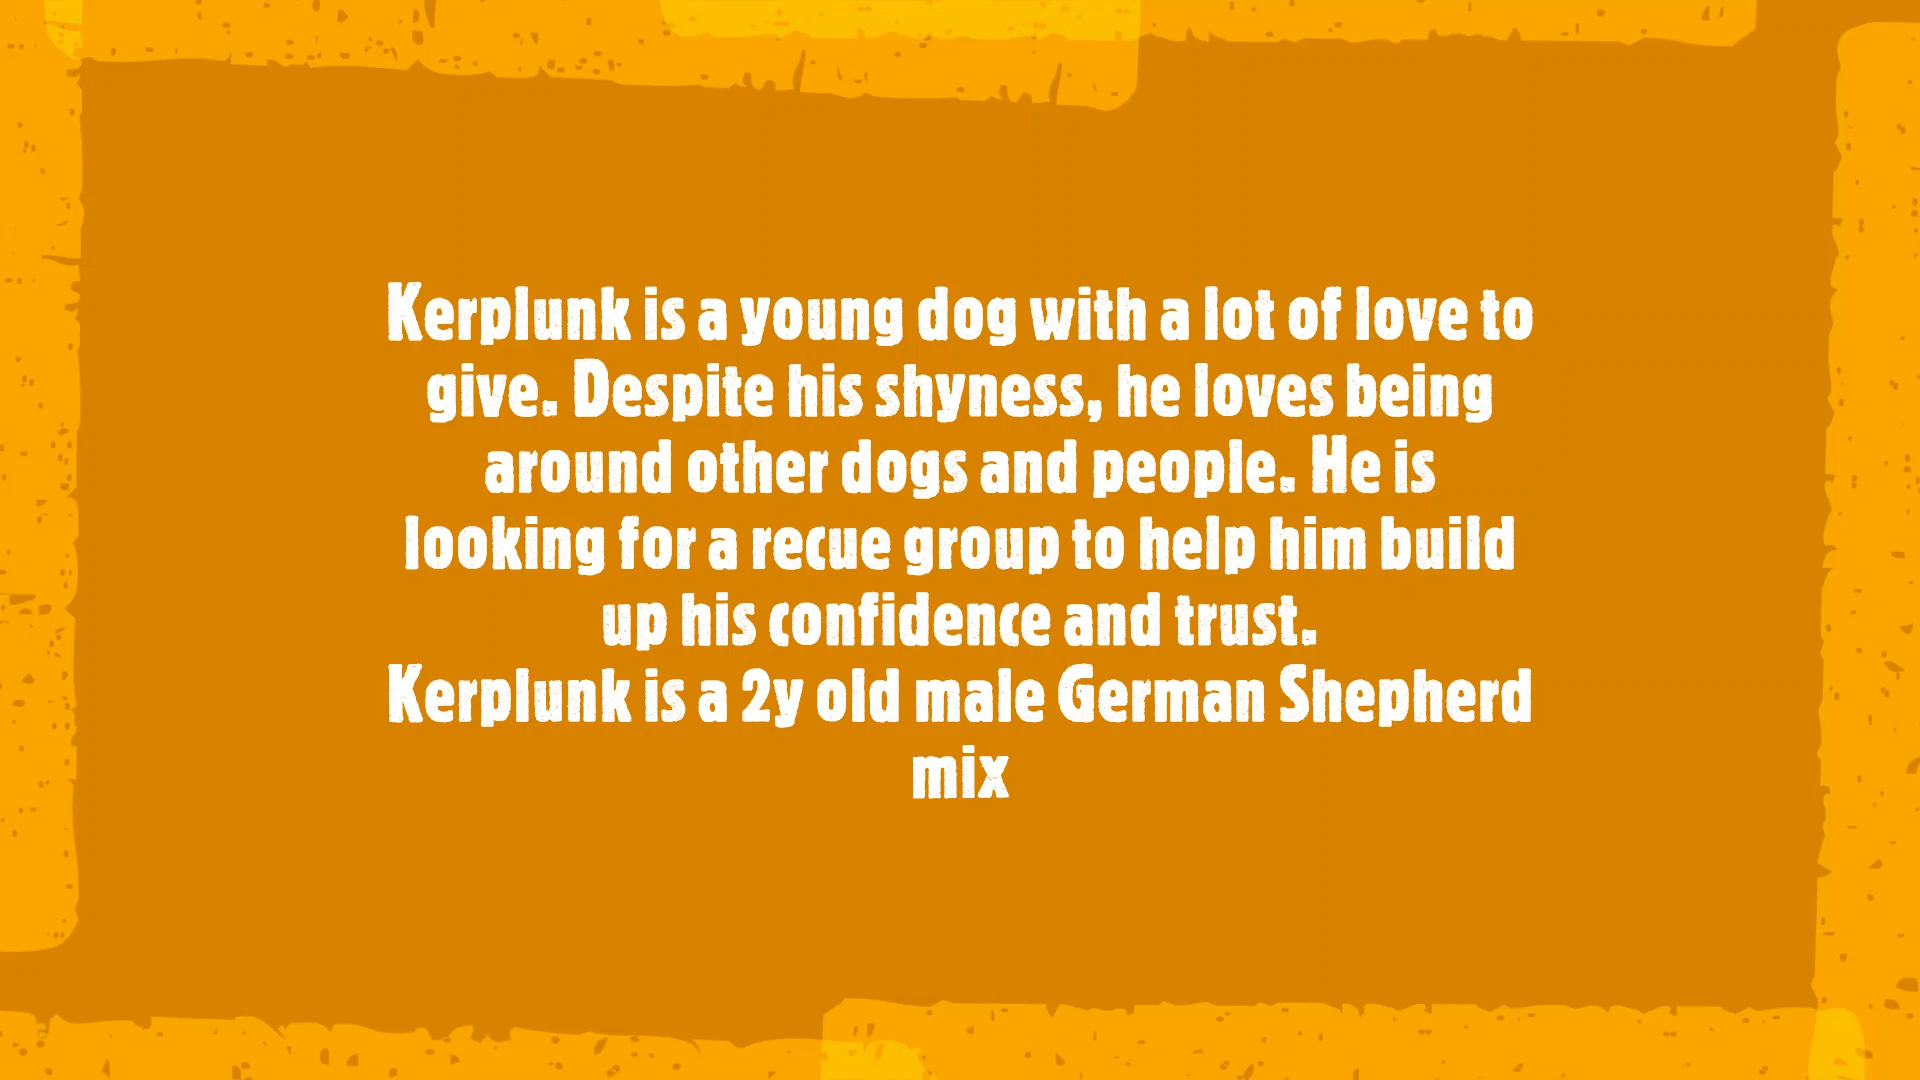 Kerplunk is a young dog with a lot of love to
give. Despite his shyness, he loves being
around other dogs and people. He is
looking for a recue group to help him build
up his confidence and trust.
Kerplunk is a 2y old male German Shepherd
mix